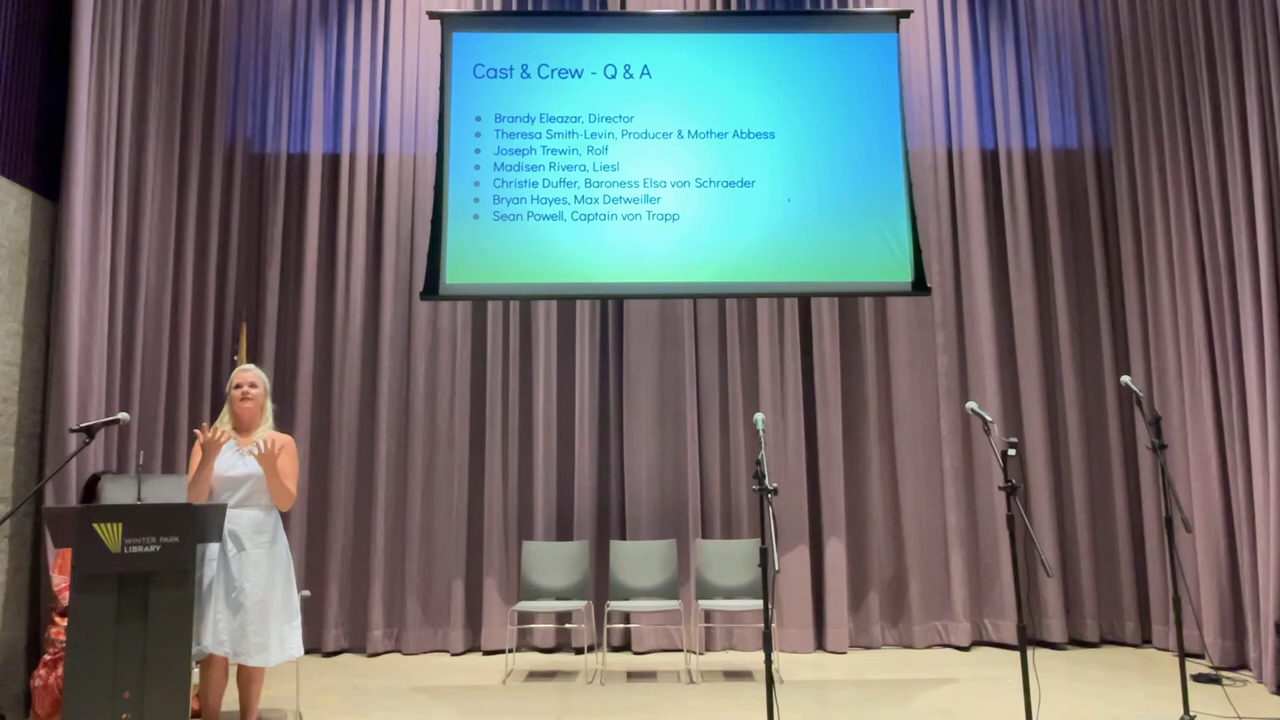 Cast & Crew - Q & A
Brandy Eleazar, Director
Theresa Smith-Levin, Producer & Mother Abbess
Joseph Trewin, Rolf
Madisen Rivera, Liesl
Christie Duffer, Baroness Elsa von Schraeder
Bryan Hayes, Max Detweiller
Sean Powell, Captain von Trapp
WINTER PARK
LIBRARY